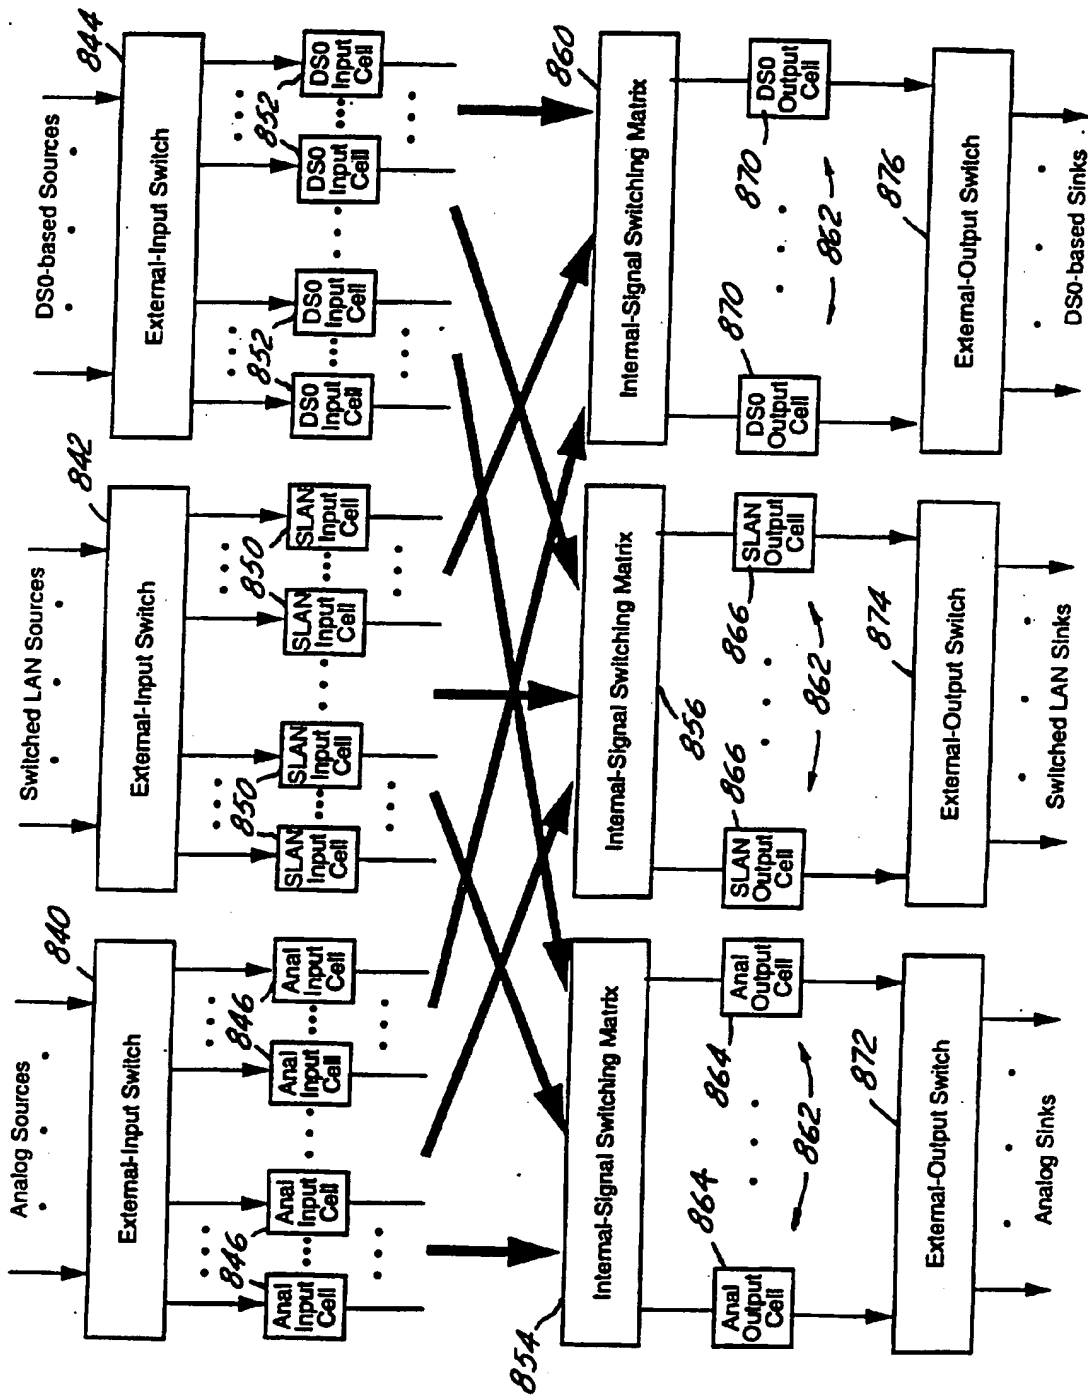 Analog Sources
Switched LAN Sources
DS0-based Sources
840
842
844
External-Input Switch
External-Input Switch
External-Input Switch
846
846
850
850
852
852
Anal
Input
Cell
Anal
Input
Cell
Anal
Input
Cell
Anal
Input
Cell
SLAN
Input
Cell
SLAN
Input
Cell
SLAN
Input
Cell
SLAN
Input
Cell
DS0
Input
Cell
DS0
Input
Cell
DS0
Input
Cell
DS0
Input
Cell
854
860
Internal-Signal Switching Matrix
Internal-Signal Switching Matrix
Internal-Signal Switching Matrix
856
864
864
866
866
870
870
Anal
Output
Cell
Anal
Output
Cell
SLAN
Output
Cell
SLAN
Output
Cell
DS0
Output
Cell
DS0
Output
Cell
862
862
862
872
874
876
External-Output Switch
External-Output Switch
External-Output Switch
Analog Sinks
Switched LAN Sinks
DS0-based Sinks